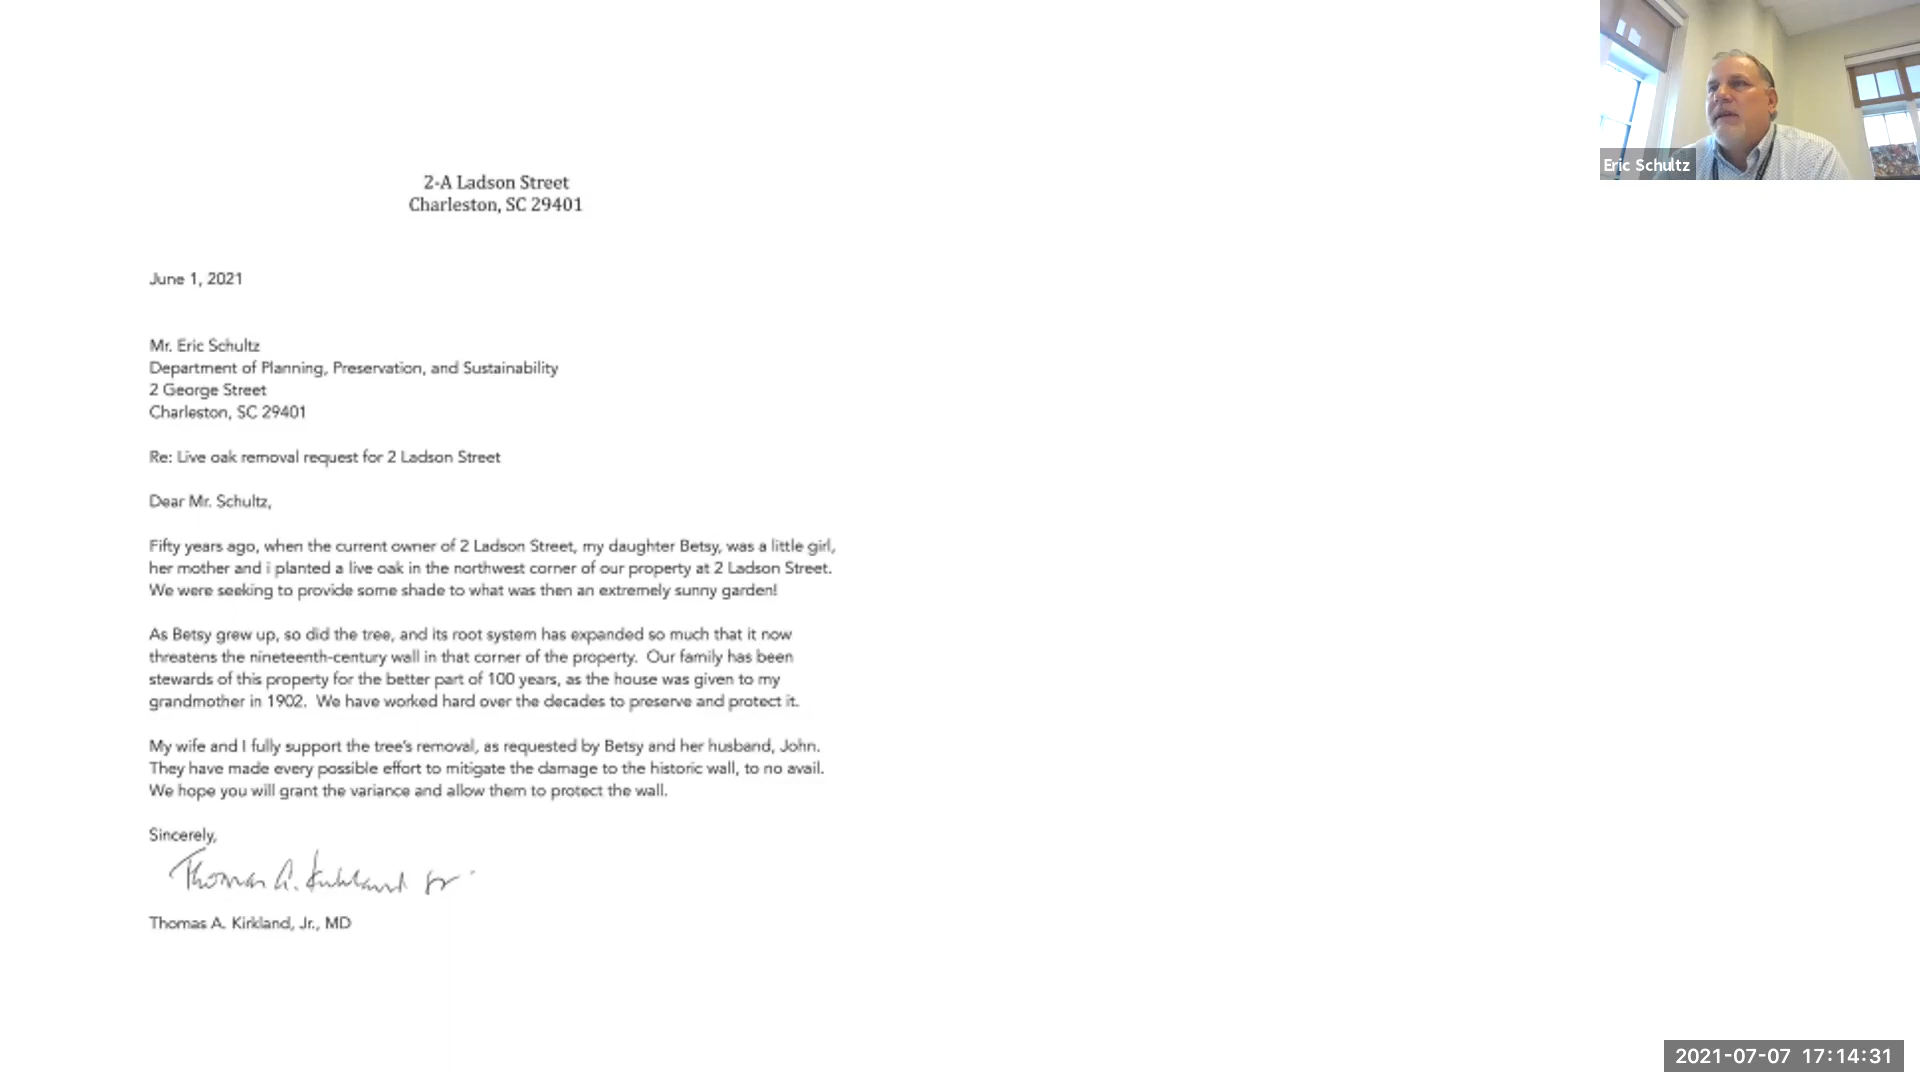 2-A Ladson Street
Charleston, SC 29401
June 1, 2021
Mr. Eric Schultz
Department of Planning, Preservation, and Sustainability
2 George Street
Charleston, SC 29401
Re: Live oak removal request for 2 Ladson Street
Dear Mr. Schultz,
Fifty years ago, when the current owner of 2 Ladson Street, my daughter Betsy, was a little girl,
her mother and i planted a live oak in the northwest corner of our property at 2 Ladson Street.
We were seeking to provide some shade to what was then an extremely sunny garden!
As Betsy grew up, so did the tree, and its root system has expanded so much that it now
threatens the nineteenth-century wall in that corner of the property. Our family has been
stewards of this property for the better part of 100 years, as the house was given to my
grandmother in 1902. We have worked hard over the decades to preserve and protect it.
My wife and I fully support the tree's removal, as requested by Betsy and her husband, John.
They have made every possible effort to mitigate the damage to the historic wall, to no avail.
We hope you will grant the variance and allow them to protect the wall.
Sincerely,
Thomas A. Kirkland Jr
Thomas A. Kirkland, Jr., MD
Eric Schultz
2021-07-07 17:14:31